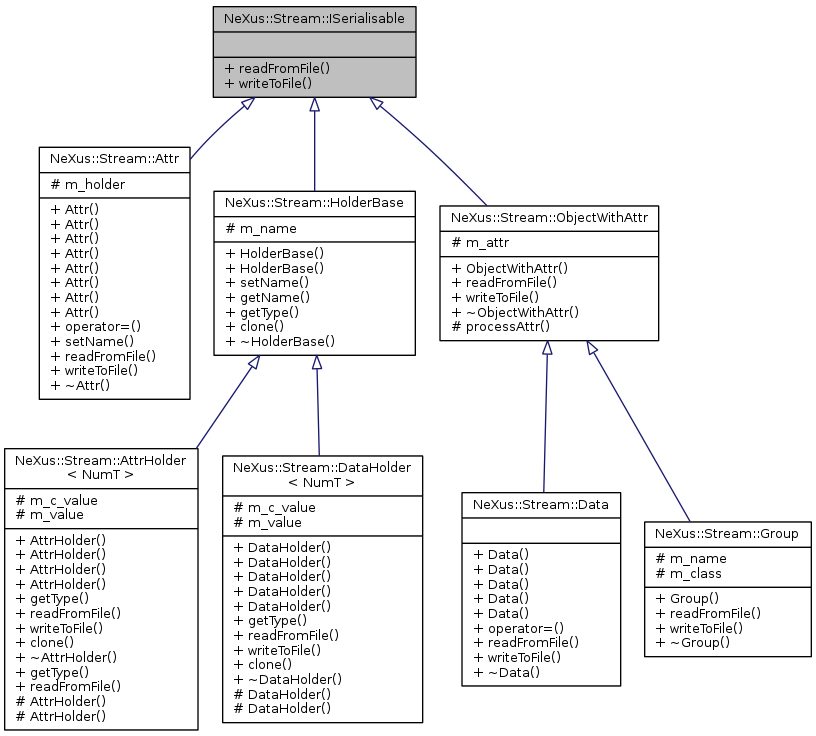 NeXus::Stream::ISerialisable
+ readFromFile()
+ writeToFile()
NeXus::Stream::Attr
# m_holder
+ Attr()
+ Attr()
+ Attr()
+ Attr()
+ Attr()
+ Attr()
+ Attr()
+ Attr()
+ operator=()
+ setName()
+ readFromFile()
+ writeToFile()
+ ~Attr()
NeXus::Stream::HolderBase
# m_name
+ HolderBase()
+ HolderBase()
+ setName()
+ getName()
+ getType()
+ clone()
+ ~HolderBase()
NeXus::Stream::ObjectWithAttr
# m_attr
+ ObjectWithAttr()
+ readFromFile()
+ writeToFile()
+ ~ObjectWithAttr()
# processAttr()
NeXus::Stream::AttrHolder
< NumT >
# m_c_value
# m_value
+ AttrHolder()
+ AttrHolder()
+ AttrHolder()
+ AttrHolder()
+ getType()
+ readFromFile()
+ writeToFile()
+ clone()
+ ~AttrHolder()
+ getType()
+ readFromFile()
# AttrHolder()
# AttrHolder()
NeXus::Stream::DataHolder
< NumT >
# m_c_value
# m_value
+ DataHolder()
+ DataHolder()
+ DataHolder()
+ DataHolder()
+ DataHolder()
+ getType()
+ readFromFile()
+ writeToFile()
+ clone()
+ ~DataHolder()
# DataHolder()
# DataHolder()
NeXus::Stream::Data
+ Data()
+ Data()
+ Data()
+ Data()
+ Data()
+ operator=()
+ readFromFile()
+ writeToFile()
+ ~Data()
NeXus::Stream::Group
# m_name
# m_class
+ Group()
+ readFromFile()
+ writeToFile()
+ ~Group()